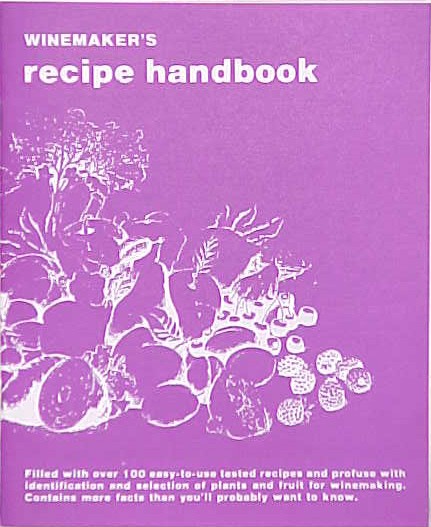 WINEMAKER'S
recipe handbook
Filled with over 100 easy-to-use tested recipes and profuse with
identification and selection of plants and fruit for winemaking.
Contains more facts than you'll probably want to know.